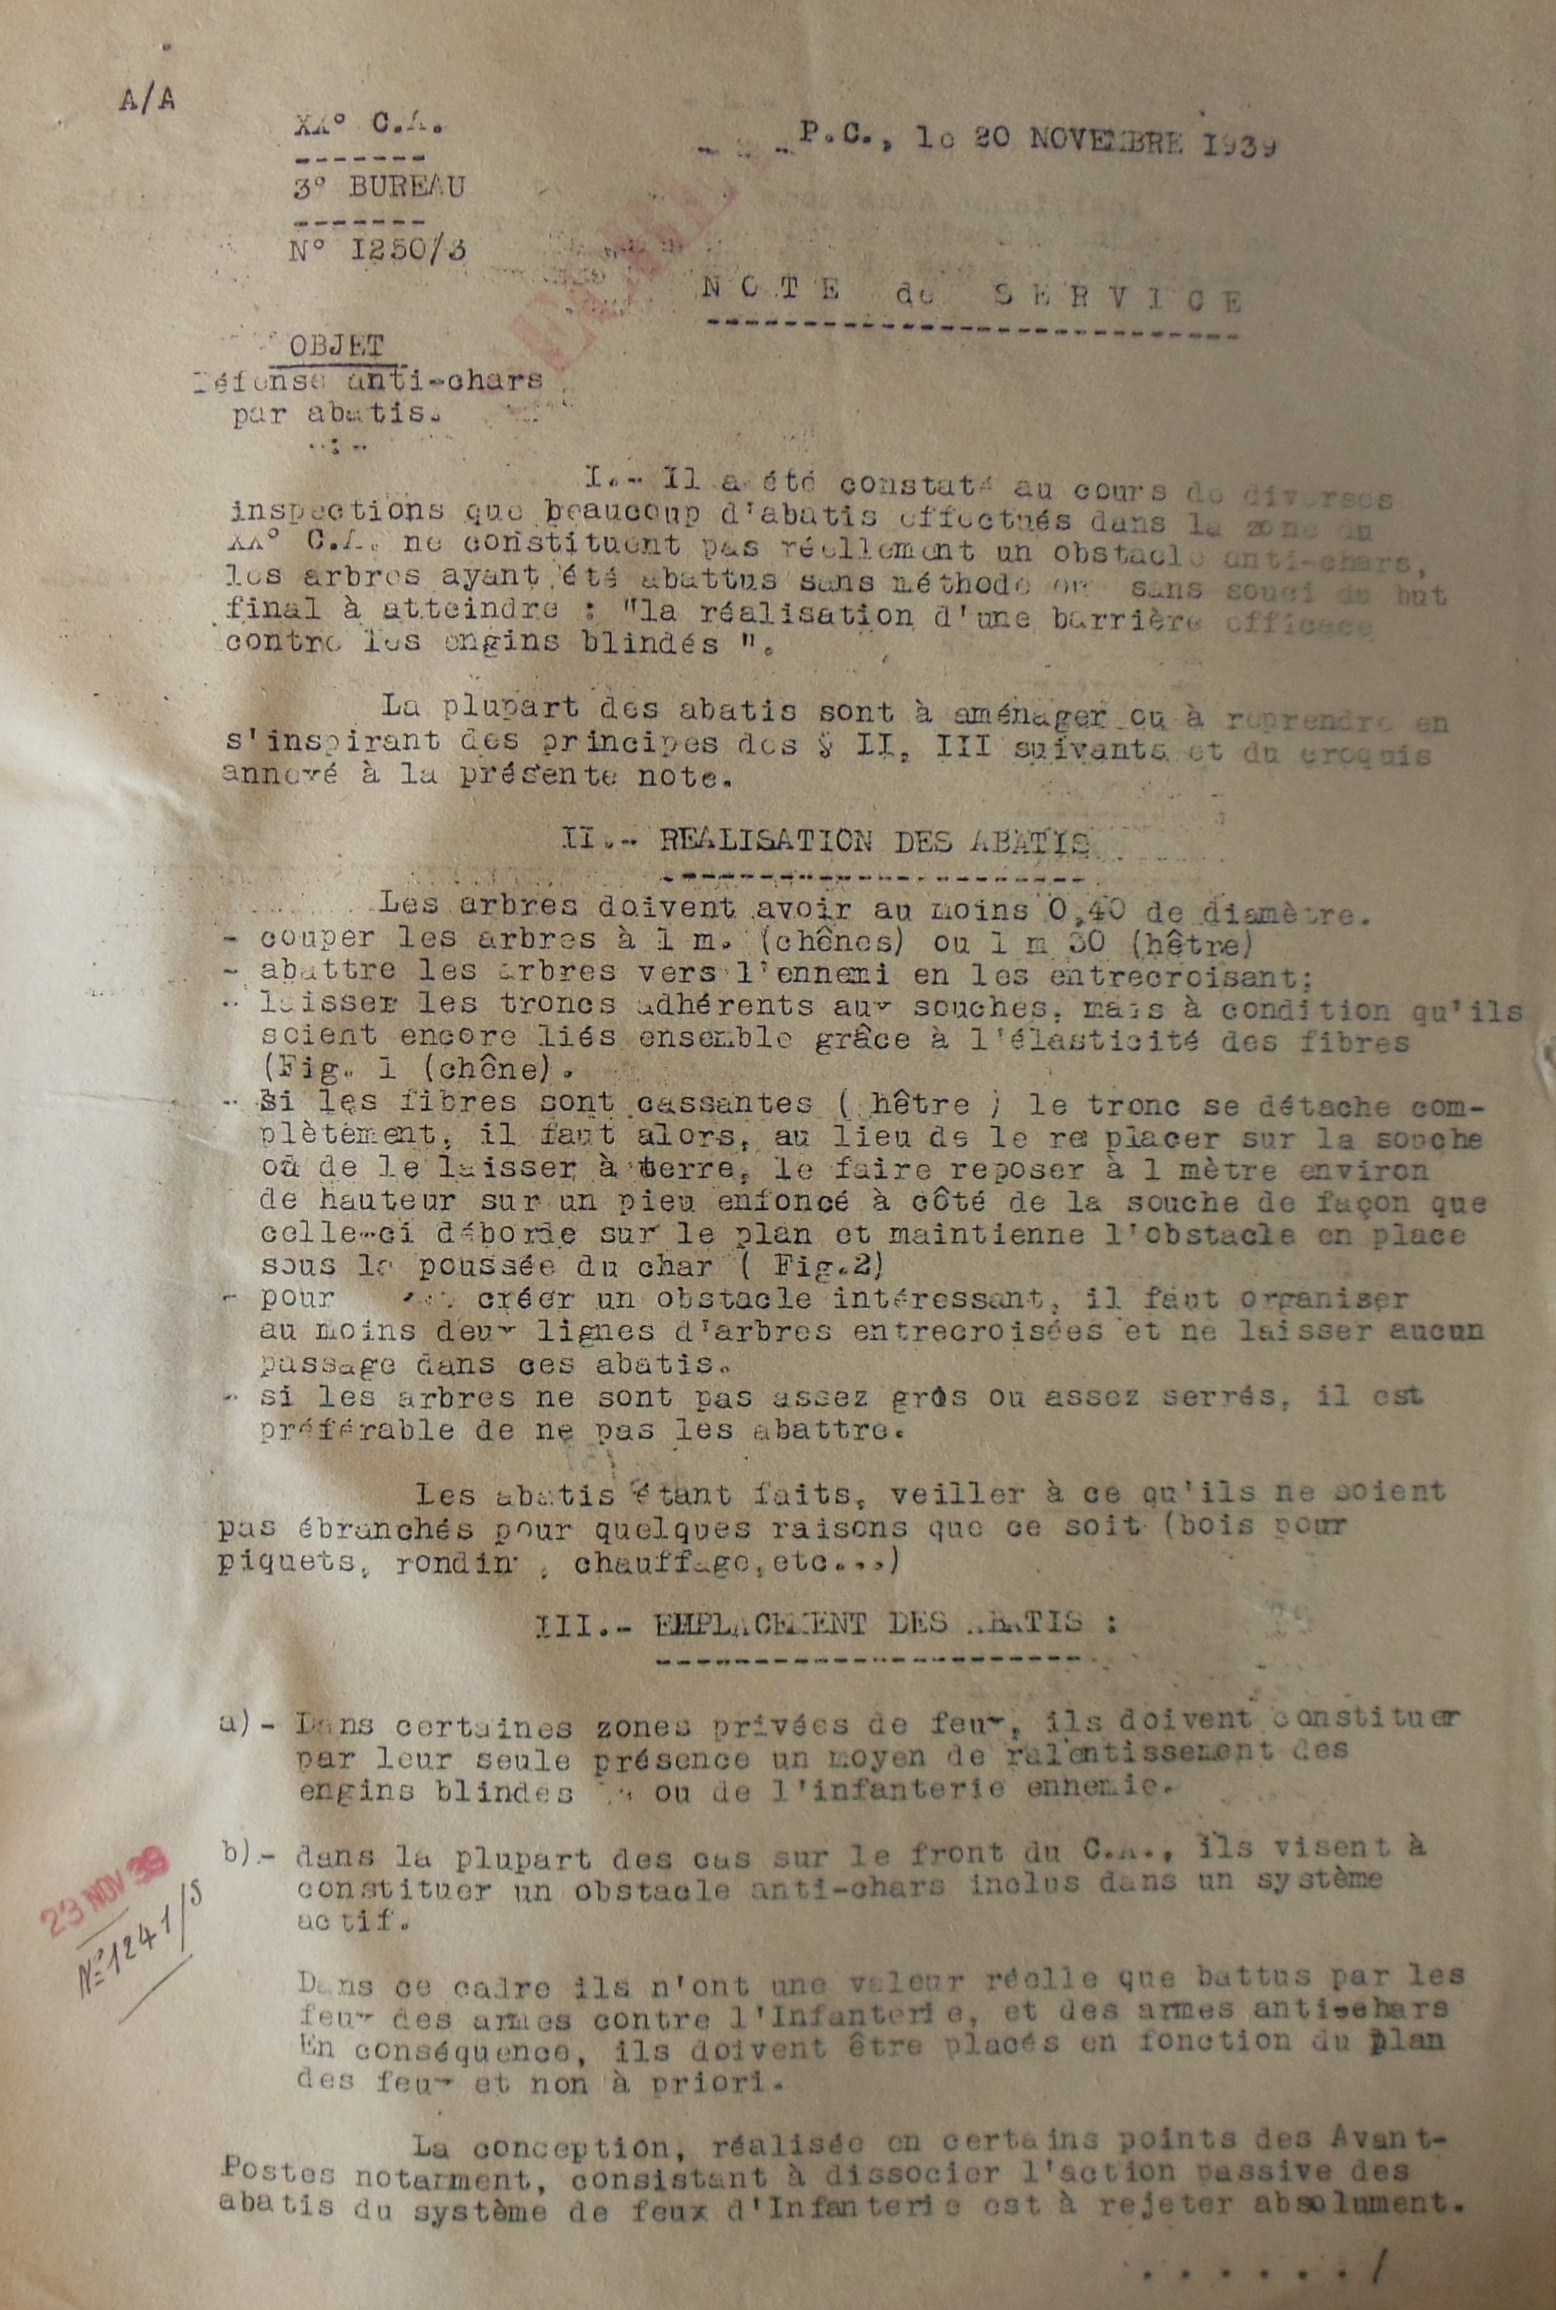 A/A
XX° C.A.
P.C., le 20 NOVEMBRE 1939
3° BUREAU
N° 1250/3
NOTE de SERVICE
OBJET
Défense anti-chars
par abatis.
I.- Il a été constaté au cours de diverses
inspections que beaucoup d'abatis effectués dans la zone du
XX° C.A. ne constituent pas réellement un obstacle anti-chars,
les arbres ayant été abattus sans méthode sans souci du but
final à atteindre : "la réalisation d'une barrière efficace
contre les engins blindés ".
La plupart des abatis sont à aménager ou à reprendre en
s'inspirant des principes des § II, III suivants et du croquis
annexé à la présente note.
II.- REALISATION DES ABATIS
Les arbres doivent avoir au moins 0,40 de diamètre.
- couper les arbres à 1 m. (chênes) ou 1 m 30 (hêtre)
- abattre les arbres vers l'ennemi en les entrecroisant;
- laisser les troncs adhérents aux souches, mais à condition qu'ils
soient encore liés ensemble grâce à l'élasticité des fibres
(Fig. 1 (chêne).
- si les fibres sont cassantes ( hêtre ) le tronc se détache com-
plètement, il faut alors, au lieu de le re placer sur la souche
ou de le laisser à terre, le faire reposer à 1 mètre environ
de hauteur sur un pieu enfoncé à côté de la souche de façon que
celle-ci déborde sur le plan et maintienne l'obstacle en place
sous la poussée du char ( Fig.2)
- pour créer un obstacle intéressant, il faut organiser
au moins deux lignes d'arbres entrecroisées et ne laisser aucun
passage dans ces abatis.
- si les arbres ne sont pas assez gros ou assez serrés, il est
préférable de ne pas les abattre.
Les abatis étant faits, veiller à ce qu'ils ne soient
pas ébranchés pour quelques raisons que ce soit (bois pour
piquets, rondins, chauffage,etc...)
III.- EMPLACEMENT DES ABATIS :
a)- Dans certaines zones privées de feux, ils doivent constituer
par leur seule présence un moyen de ralentissement des
engins blindés ou de l'infanterie ennemie.
b).- dans la plupart des cas sur le front du C.A., ils visent à
constituer un obstacle anti-chars inclus dans un système
actif.
23 NOV 39
N° 1241/S
Dans ce cadre ils n'ont une valeur réelle que battus par les
feux des armes contre l'Infanterie, et des armes anti-chars
En conséquence, ils doivent être placés en fonction du plan
des feux et non à priori.
La conception, réalisée en certains points des Avant-
Postes notamment, consistant à dissocier l'action passive des
abatis du système de feux d'Infanterie est à rejeter absolument.
. . . . . . /